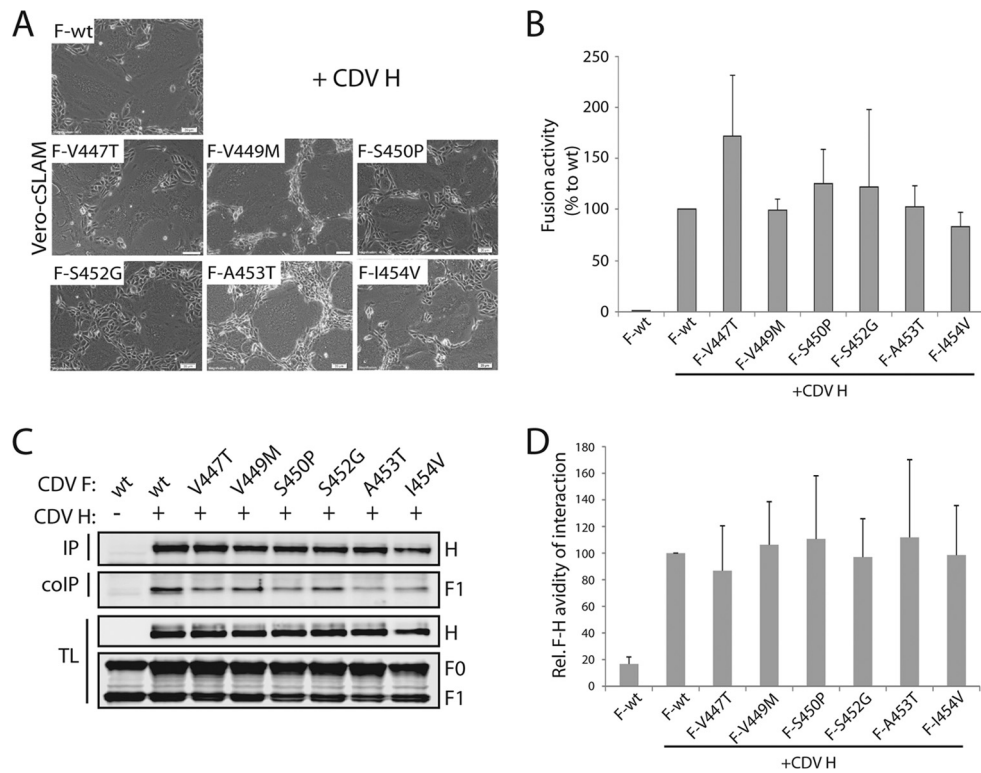 A
F-wt
+ CDV H
Vero-cSLAM
F-V447T
F-V449M
F-S450P
F-S452G
F-A453T
F-I454V
B
Fusion activity
(% to wt)
250
200
150
100
50
0
F-wt
F-wt
F-V447T
F-V449M
F-S450P
F-S452G
F-A453T
F-I454V
+CDV H
C
CDV F: wt wt V447T V449M S450P S452G A453T I454V
CDV H: - + + + + + + +
IP H
coIP F1
TL H
F0
F1
D
Rel. F-H avidity of interaction
180
160
140
120
100
80
60
40
20
0
F-wt
F-wt
F-V447T
F-V449M
F-S450P
F-S452G
F-A453T
F-I454V
+CDV H